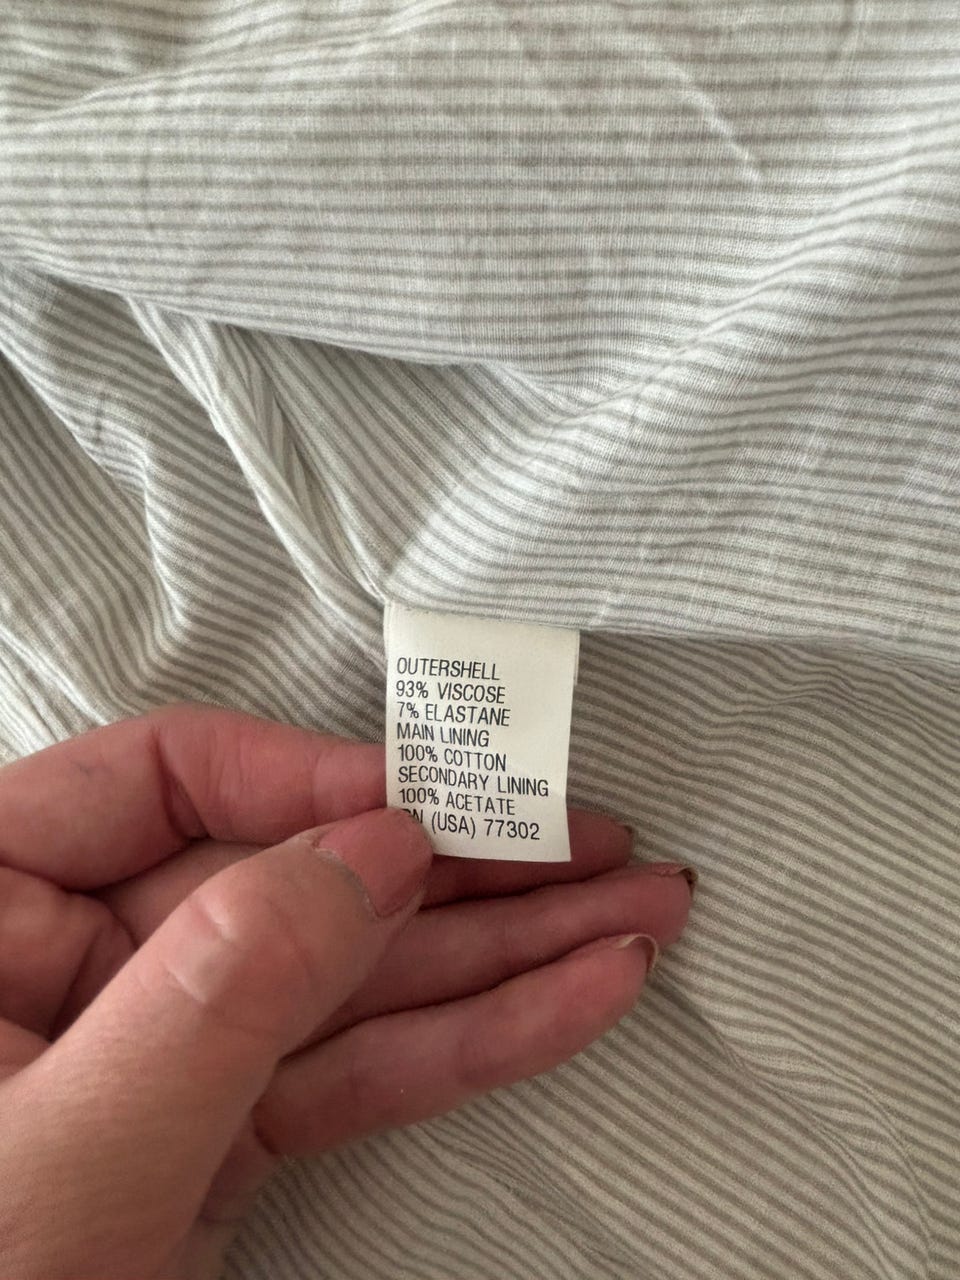 OUTERSHELL
93% VISCOSE
7% ELASTANE
MAIN LINING
100% COTTON
SECONDARY LINING
100% ACETATE
(USA) 77302